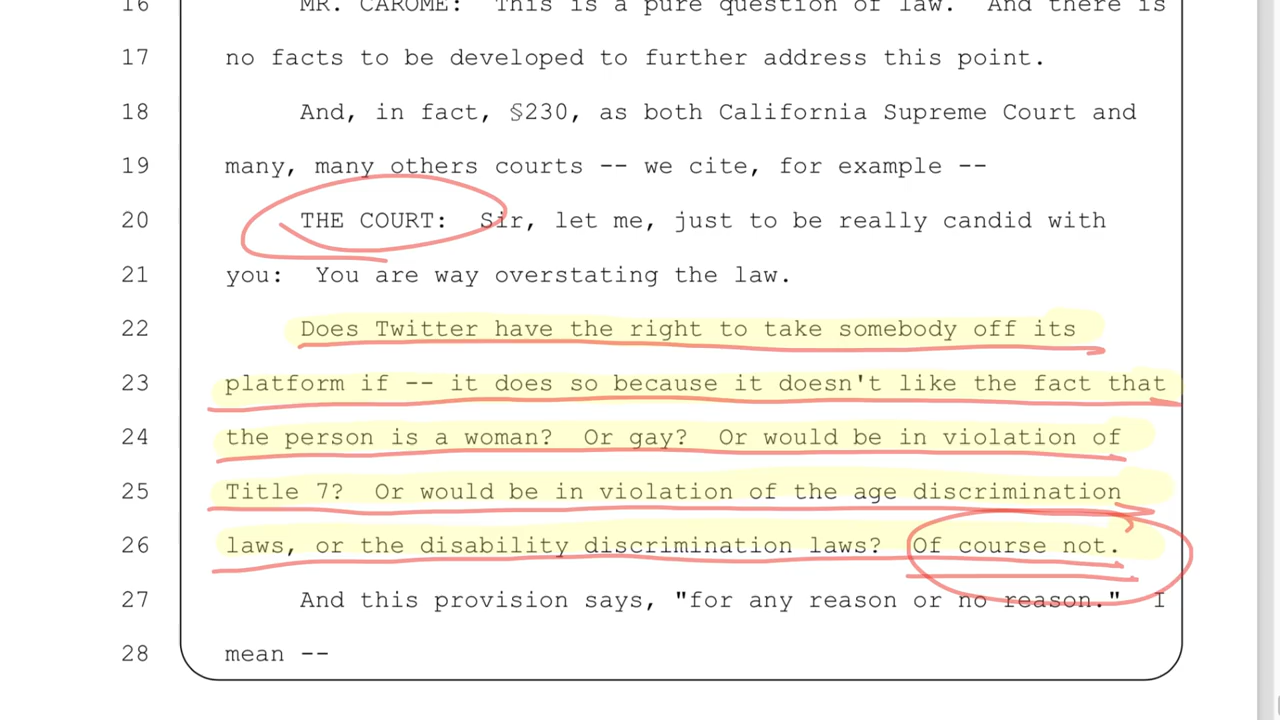 16 MR. CAROME: This is a pure question of law. And there is
17 no facts to be developed to further address this point.
18 And, in fact, §230, as both California Supreme Court and
19 many, many others courts -- we cite, for example --
20 THE COURT: Sir, let me, just to be really candid with
21 you: You are way overstating the law.
22 Does Twitter have the right to take somebody off its
23 platform if -- it does so because it doesn't like the fact that
24 the person is a woman? Or gay? Or would be in violation of
25 Title 7? Or would be in violation of the age discrimination
26 laws, or the disability discrimination laws? Of course not.
27 And this provision says, "for any reason or no reason." I
28 mean --